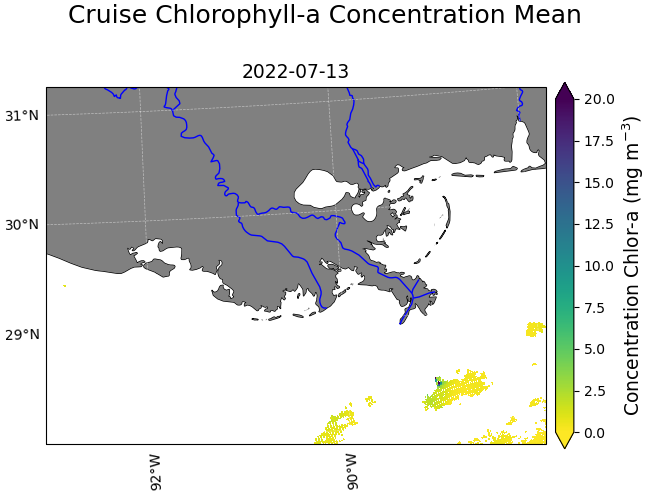 Cruise Chlorophyll-a Concentration Mean
2022-07-13
31°N
30°N
29°N
92°W
90°W
20.0
17.5
15.0
12.5
10.0
7.5
5.0
2.5
0.0
Concentration Chlor-a (mg m⁻³)